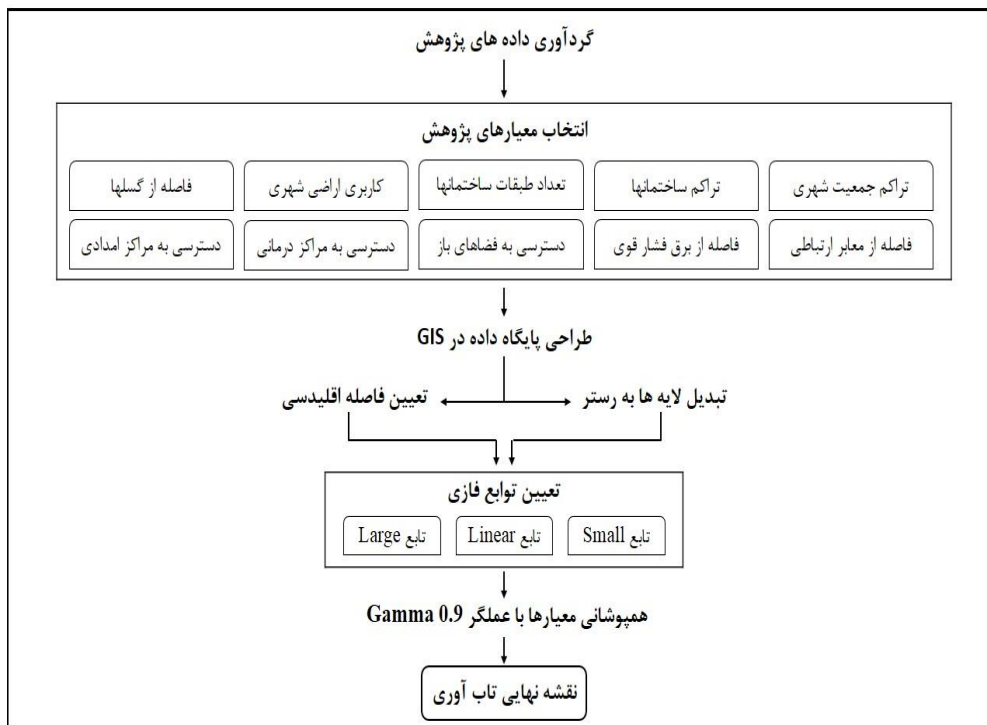 گردآوری داده های پژوهش
انتخاب معیارهای پژوهش
تراکم جمعیت شهری
تراکم ساختمانها
تعداد طبقات ساختمانها
کاربری اراضی شهری
فاصله از گسلها
فاصله از معابر ارتباطی
فاصله از برق فشار قوی
دسترسی به فضاهای باز
دسترسی به مراکز درمانی
دسترسی به مراکز امدادی
طراحی پایگاه داده در GIS
تبدیل لایه ها به رستر
تعیین فاصله اقلیدسی
تعیین توابع فازی
تابع Small
تابع Linear
تابع Large
همپوشانی معیارها با عملگر Gamma 0.9
نقشه نهایی تاب آوری